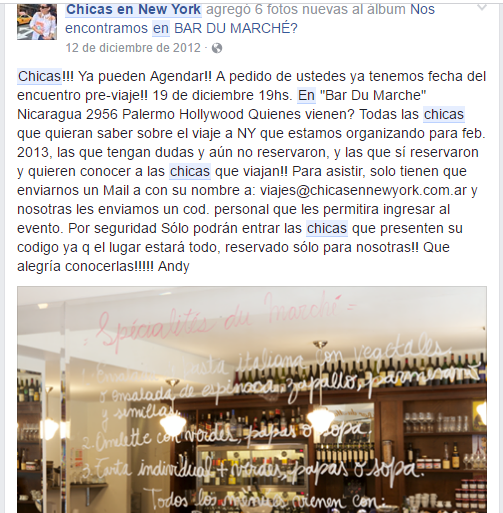 Chicas en New York agregó 6 fotos nuevas al álbum Nos
encontramos en BAR DU MARCHÉ?
12 de diciembre de 2012 ·
Chicas!!! Ya pueden Agendar!! A pedido de ustedes ya tenemos fecha del
encuentro pre-viaje!! 19 de diciembre 19hs. En "Bar Du Marche"
Nicaragua 2956 Palermo Hollywood Quienes vienen? Todas las chicas
que quieran saber sobre el viaje a NY que estamos organizando para feb.
2013, las que tengan dudas y aún no reservaron, y las que sí reservaron
y quieren conocer a las chicas que viajan!! Para asistir, solo tienen que
enviarnos un Mail a con su nombre a: viajes@chicasennewyork.com.ar y
nosotras les enviamos un cod. personal que les permitira ingresar al
evento. Por seguridad Sólo podrán entrar las chicas que presenten su
codigo ya q el lugar estará todo, reservado sólo para nosotras!! Que
alegría conocerlas!!!!! Andy
Spécialités du Marché =
italiana con vegetales
o ensalada de espinaca, zapallo, parmesano
y semillas
2. Omelette con verdes, papas o sopa
3. Tarta individual + verdes, papas o sopa.
Todos los menús vienen con: